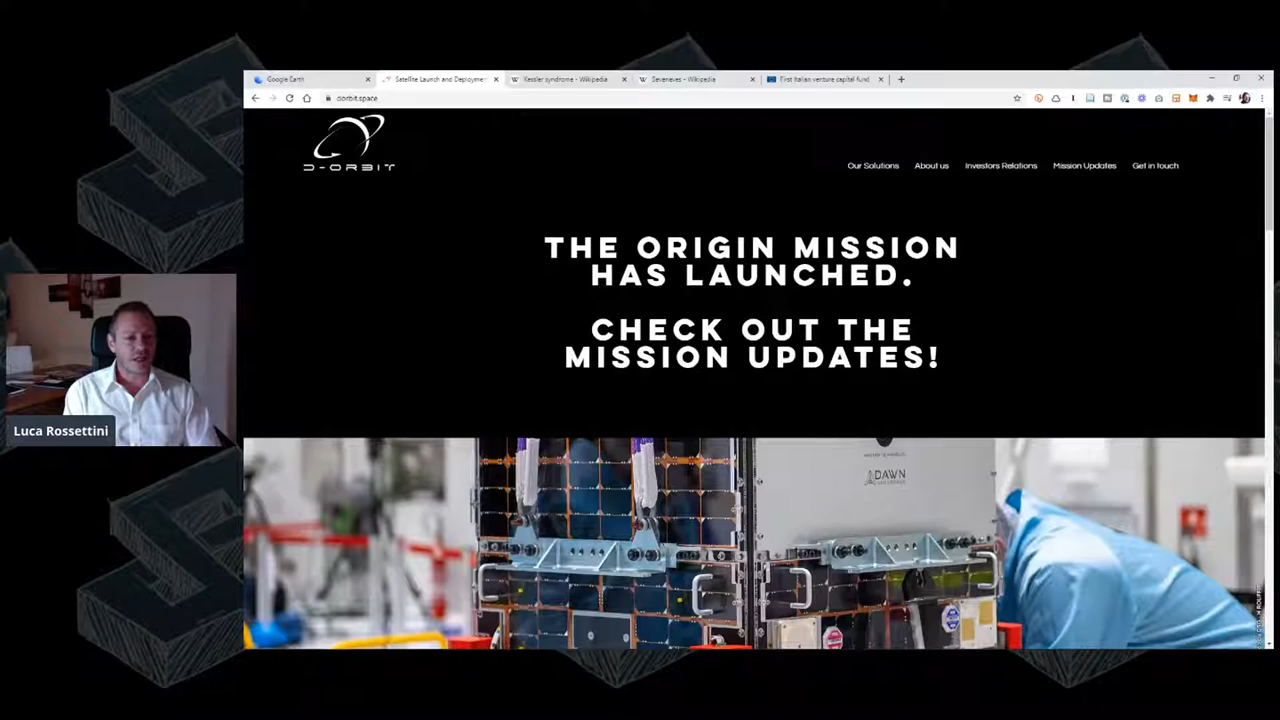 Google Earth
Satellite Launch and Deploymen
Kessler syndrome - Wikipedia
Seveneves - Wikipedia
First Italian venture capital fund
dorbit.space
D-ORBIT
Our Solutions
About us
Investors Relations
Mission Updates
Get in touch
THE ORIGIN MISSION
HAS LAUNCHED.
CHECK OUT THE
MISSION UPDATES!
Luca Rossettini
DAWN